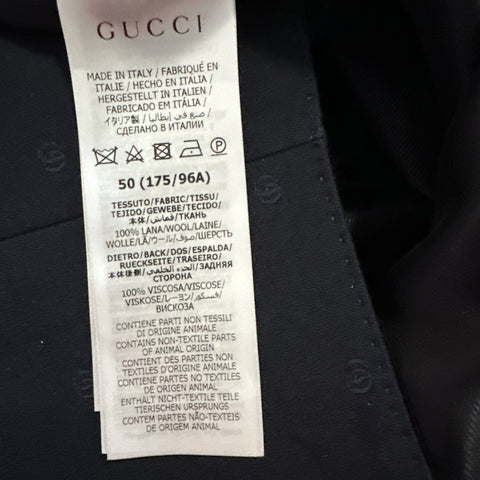 GUCCI
MADE IN ITALY / FABRIQUÉ EN
ITALIE / HECHO EN ITALIA /
HERGESTELLT IN ITALIEN /
FABRICADO EM ITÁLIA /
イタリア製 / صنع في إيطاليا /
СДЕЛАНО В ИТАЛИИ
50 (175/96A)
TESSUTO/FABRIC/TISSU/
TEJIDO/GEWEBE/TECIDO/
本体/قماش/ТКАНЬ
100% LANA/WOOL/LAINE/
WOLLE/LÃ/ウール/صوف/ШЕРСТЬ
DIETRO/BACK/DOS/ESPALDA/
RUECKSEITE/TRASEIRO/
本体後側/الجزء الخلفي/ЗАДНЯЯ
СТОРОНА
100% VISCOSA/VISCOSE/
VISKOSE/レーヨン/فسكوز/
ВИСКОЗА
CONTIENE PARTI NON TESSILI
DI ORIGINE ANIMALE
CONTAINS NON-TEXTILE PARTS
OF ANIMAL ORIGIN
CONTIENT DES PARTIES NON
TEXTILES D'ORIGINE ANIMALE
CONTIENE PARTES NO TEXTILES
DE ORIGEN ANIMAL
ENTHÄLT NICHT-TEXTILE TEILE
TIERISCHEN URSPRUNGS
CONTEM PARTES NÃO TEXTEIS
DE ORIGEM ANIMAL